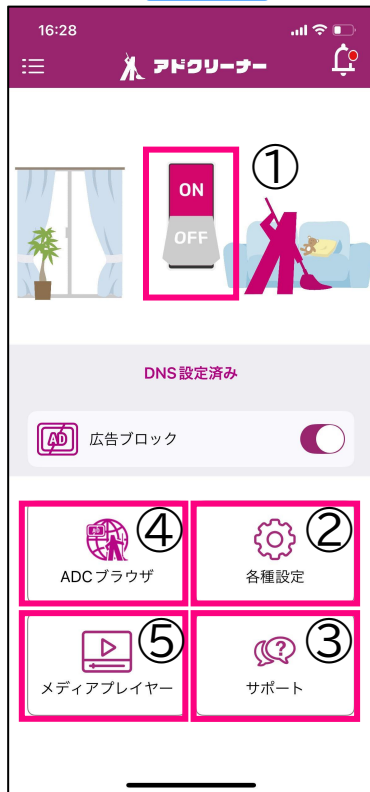 16:28
アドクリーナー
①
ON
OFF
DNS設定済み
AD
広告ブロック
④
AD
ADCブラウザ
②
各種設定
⑤
メディアプレイヤー
③
サポート